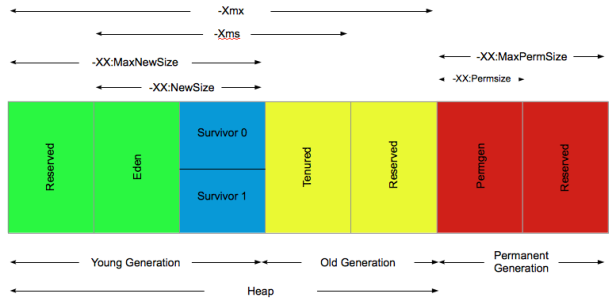 -Xmx
-Xms
-XX:MaxNewSize
-XX:MaxPermSize
-XX:Permsize
-XX:NewSize
Reserved
Eden
Survivor 0
Survivor 1
Tenured
Reserved
Permgen
Reserved
Young Generation
Old Generation
Permanent
Generation
Heap